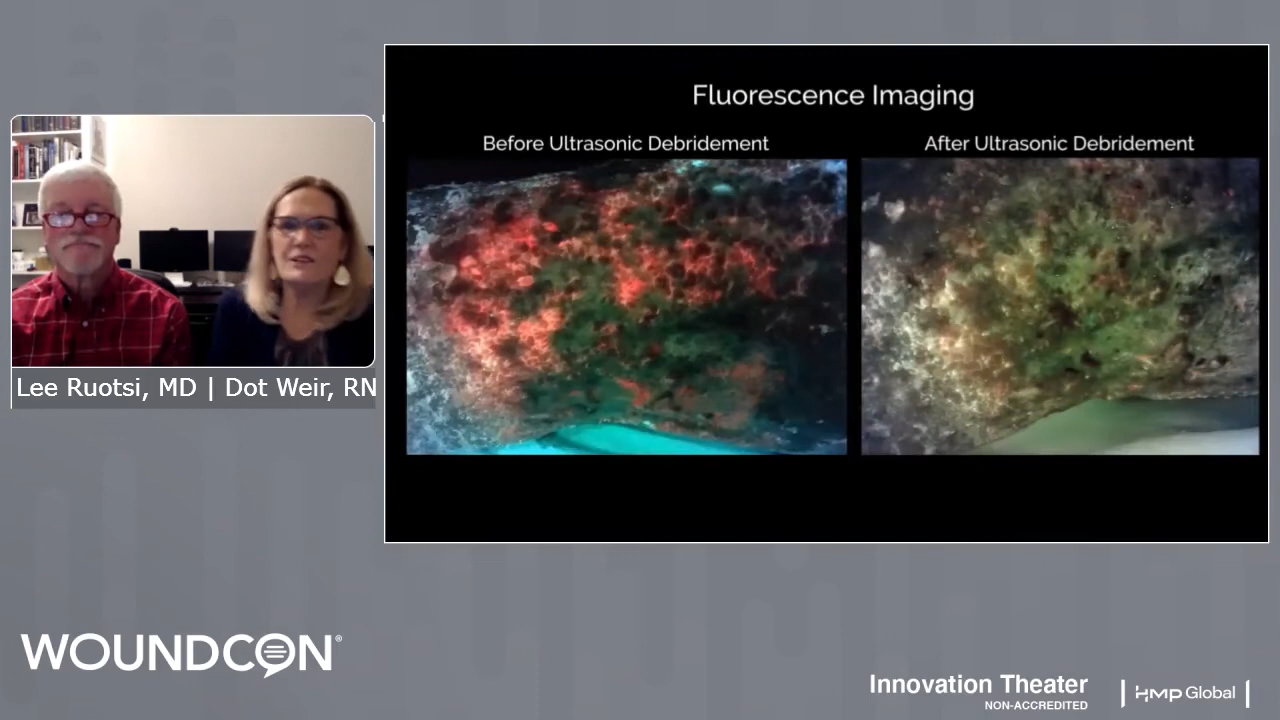 Fluorescence Imaging
Before Ultrasonic Debridement
After Ultrasonic Debridement
Lee Ruotsi, MD | Dot Weir, RN
WOUNDCON®
Innovation Theater
NON-ACCREDITED
HMP Global